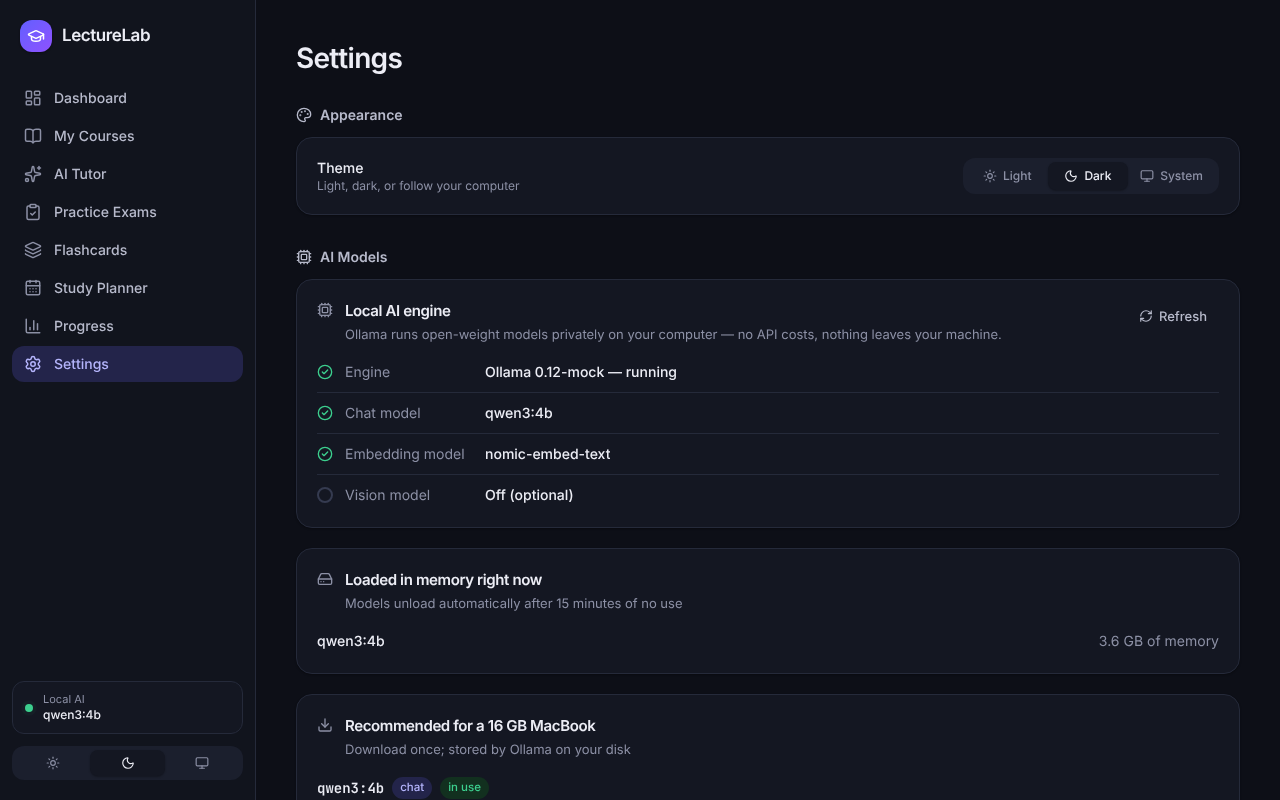 LectureLab
Dashboard
My Courses
AI Tutor
Practice Exams
Flashcards
Study Planner
Progress
Settings
Local AI
qwen3:4b
Settings
Appearance
Theme
Light, dark, or follow your computer
Light
Dark
System
AI Models
Local AI engine
Ollama runs open-weight models privately on your computer — no API costs, nothing leaves your machine.
Refresh
Engine
Ollama 0.12-mock — running
Chat model
qwen3:4b
Embedding model
nomic-embed-text
Vision model
Off (optional)
Loaded in memory right now
Models unload automatically after 15 minutes of no use
qwen3:4b
3.6 GB of memory
Recommended for a 16 GB MacBook
Download once; stored by Ollama on your disk
qwen3:4b
chat
in use